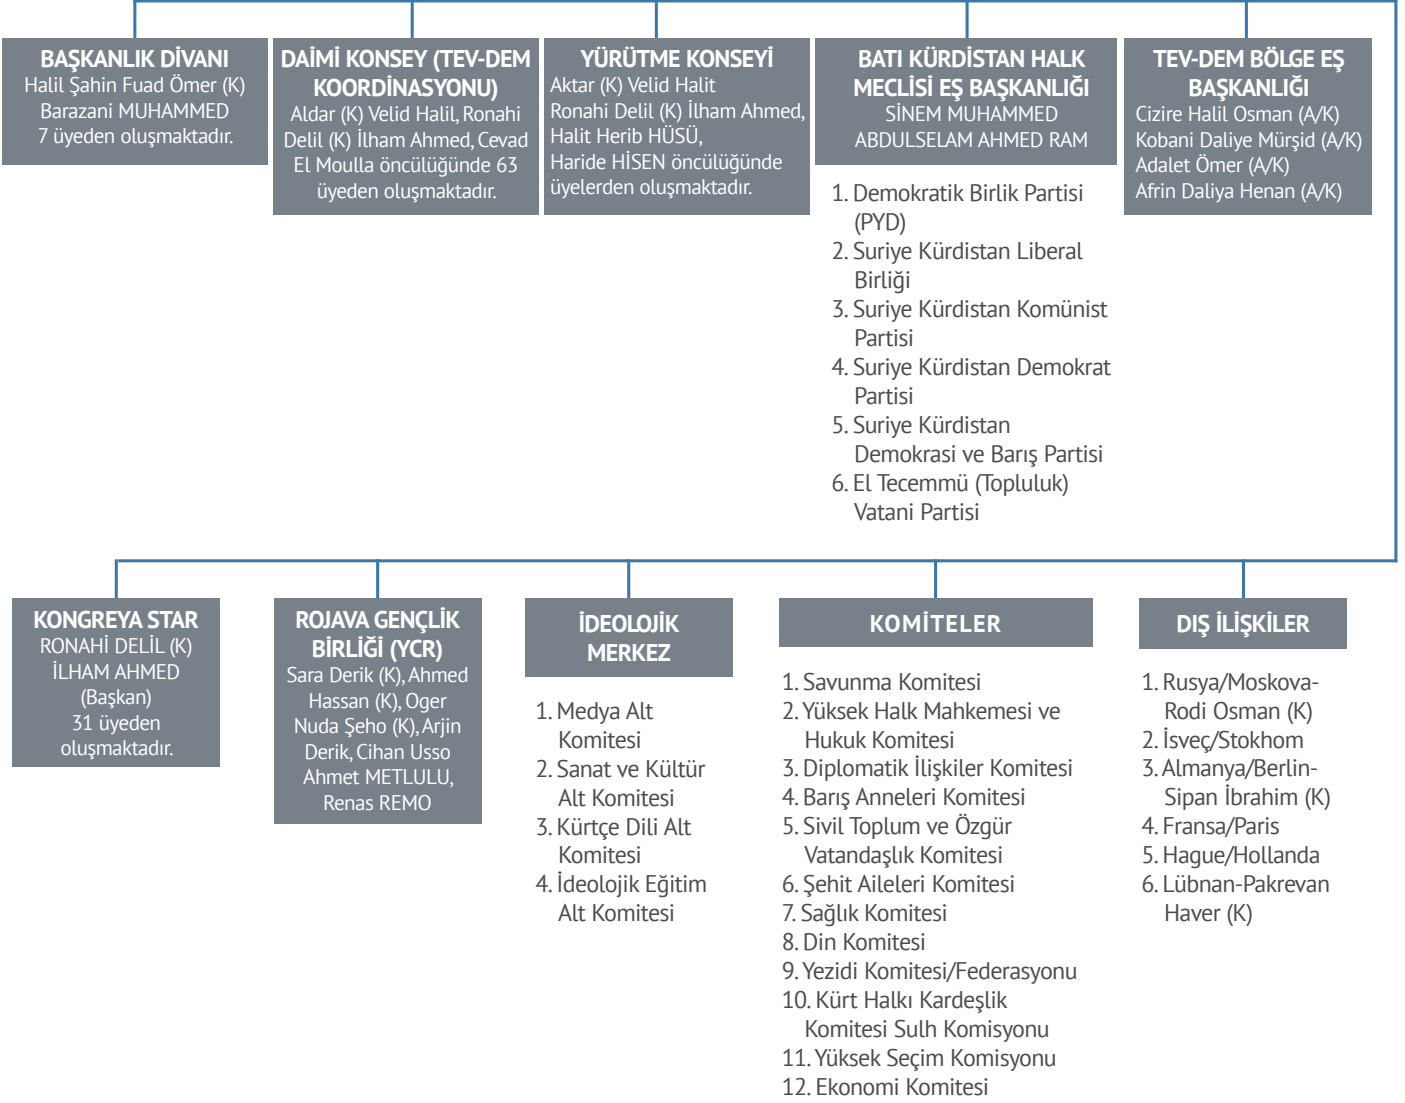 BAŞKANLIK DİVANI
Halil Şahin Fuad Ömer (K)
Barazani MUHAMMED
7 üyeden oluşmaktadır.
DAİMİ KONSEY (TEV-DEM
KOORDİNASYONU)
Aldar (K) Velid Halil, Ronahi
Delil (K) İlham Ahmed, Cevad
El Moulla öncülüğünde 63
üyeden oluşmaktadır.
YÜRÜTME KONSEYİ
Aktar (K) Velid Halit
Ronahi Delil (K) İlham Ahmed,
Halit Herib HÜSÜ,
Haride HİSEN öncülüğünde
üyelerden oluşmaktadır.
BATI KÜRDİSTAN HALK
MECLİSİ EŞ BAŞKANLIĞI
SİNEM MUHAMMED
ABDULSELAM AHMED RAM
1. Demokratik Birlik Partisi
(PYD)
2. Suriye Kürdistan Liberal
Birliği
3. Suriye Kürdistan Komünist
Partisi
4. Suriye Kürdistan Demokrat
Partisi
5. Suriye Kürdistan
Demokrasi ve Barış Partisi
6. El Tecemmü (Topluluk)
Vatani Partisi
TEV-DEM BÖLGE EŞ
BAŞKANLIĞI
Cizire Halil Osman (A/K)
Kobani Daliye Mürşid (A/K)
Adalet Ömer (A/K)
Afrin Daliya Henan (A/K)
KONGREYA STAR
RONAHİ DELİL (K)
İLHAM AHMED
(Başkan)
31 üyeden
oluşmaktadır.
ROJAVA GENÇLİK
BİRLİĞİ (YCR)
Sara Derik (K), Ahmed
Hassan (K), Oger
Nuda Şeho (K), Arjin
Derik, Cihan Usso
Ahmet METLULU,
Renas REMO
İDEOLOJİK
MERKEZ
1. Medya Alt
Komitesi
2. Sanat ve Kültür
Alt Komitesi
3. Kürtçe Dili Alt
Komitesi
4. İdeolojik Eğitim
Alt Komitesi
KOMİTELER
1. Savunma Komitesi
2. Yüksek Halk Mahkemesi ve
Hukuk Komitesi
3. Diplomatik İlişkiler Komitesi
4. Barış Anneleri Komitesi
5. Sivil Toplum ve Özgür
Vatandaşlık Komitesi
6. Şehit Aileleri Komitesi
7. Sağlık Komitesi
8. Din Komitesi
9. Yezidi Komitesi/Federasyonu
10. Kürt Halkı Kardeşlik
Komitesi Sulh Komisyonu
11. Yüksek Seçim Komisyonu
12. Ekonomi Komitesi
DIŞ İLİŞKİLER
1. Rusya/Moskova-
Rodi Osman (K)
2. İsveç/Stokhom
3. Almanya/Berlin-
Sipan İbrahim (K)
4. Fransa/Paris
5. Hague/Hollanda
6. Lübnan-Pakrevan
Haver (K)